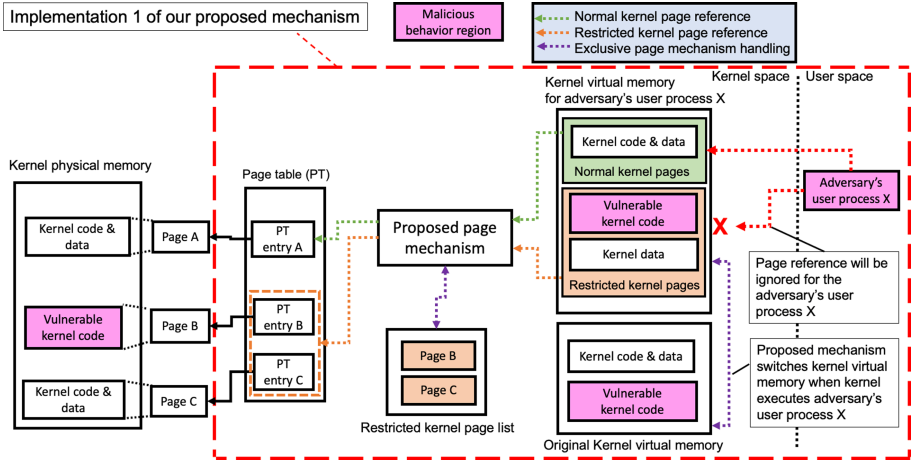 Implementation 1 of our proposed mechanism
Malicious
behavior region
Normal kernel page reference
Restricted kernel page reference
Exclusive page mechanism handling
Kernel virtual memory
for adversary's user process X
Kernel space
User space
Kernel code & data
Normal kernel pages
Vulnerable
kernel code
Kernel data
Restricted kernel pages
X
Adversary's
user process X
Kernel physical memory
Kernel code &
data
Vulnerable
kernel code
Kernel code &
data
Page A
Page B
Page C
Page table (PT)
PT
entry A
PT
entry B
PT
entry C
Proposed page
mechanism
Page B
Page C
Restricted kernel page list
Kernel code & data
Vulnerable
kernel code
Original Kernel virtual memory
Page reference will be
ignored for the
adversary's user
process X
Proposed mechanism
switches kernel virtual
memory when kernel
executes adversary's
user process X